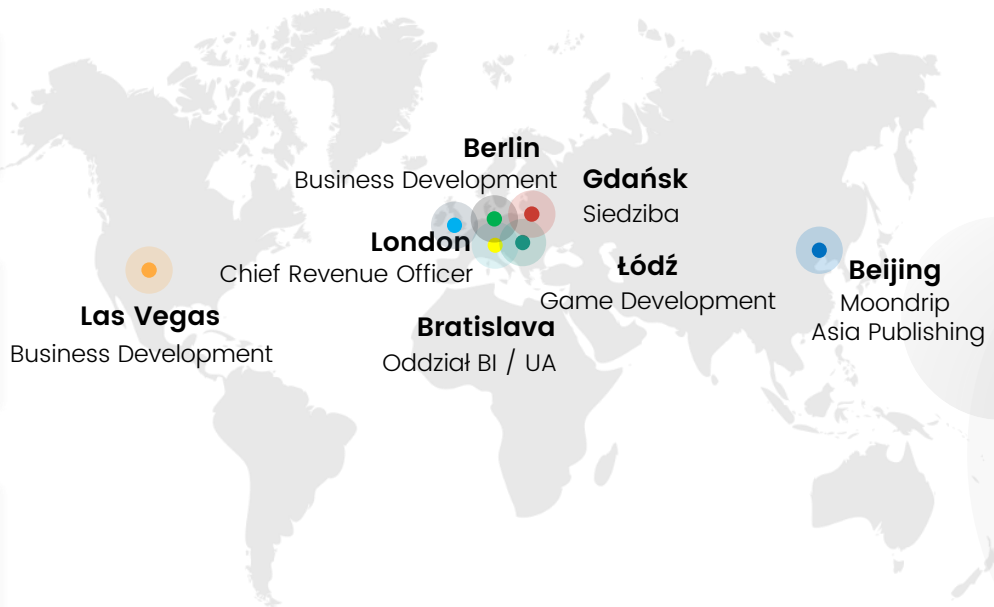 Berlin
Business Development
Gdańsk
Siedziba
London
Chief Revenue Officer
Łódź
Game Development
Beijing
Moondrip
Asia Publishing
Las Vegas
Business Development
Bratislava
Oddział BI / UA